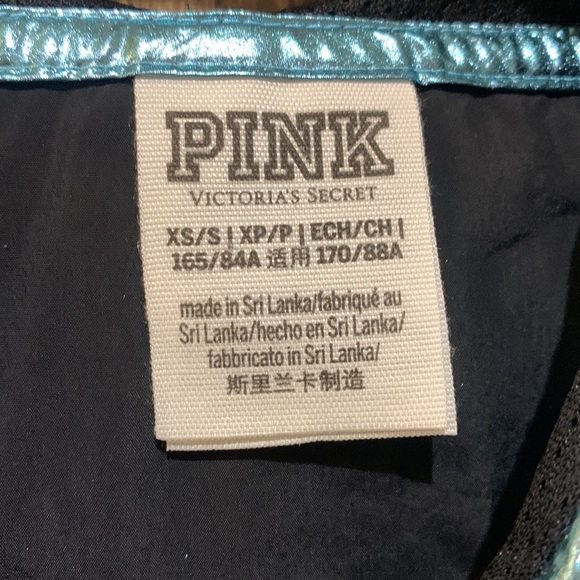 PINK
VICTORIA'S SECRET
XS/S | XP/P | ECH/CH |
165/84A 适用 170/88A
made in Sri Lanka/fabriqué au
Sri Lanka/hecho en Sri Lanka/
fabbricato in Sri Lanka/
斯里兰卡制造